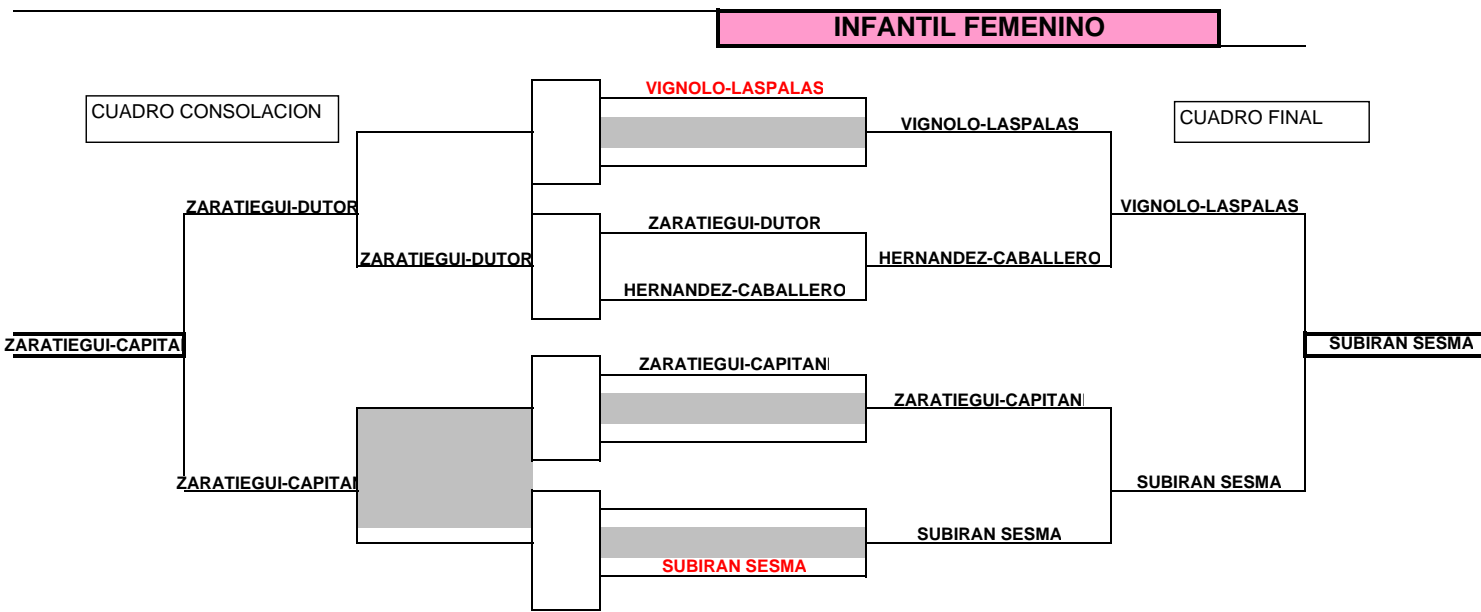 INFANTIL FEMENINO
VIGNOLO-LASPALAS
CUADRO CONSOLACION
CUADRO FINAL
VIGNOLO-LASPALAS
ZARATIEGUI-DUTOR
VIGNOLO-LASPALAS
ZARATIEGUI-DUTOR
ZARATIEGUI-DUTOR
HERNANDEZ-CABALLERO
HERNANDEZ-CABALLERO
ZARATIEGUI-CAPITA
SUBIRAN SESMA
ZARATIEGUI-CAPITAN
ZARATIEGUI-CAPITAN
ZARATIEGUI-CAPITAN
SUBIRAN SESMA
SUBIRAN SESMA
SUBIRAN SESMA